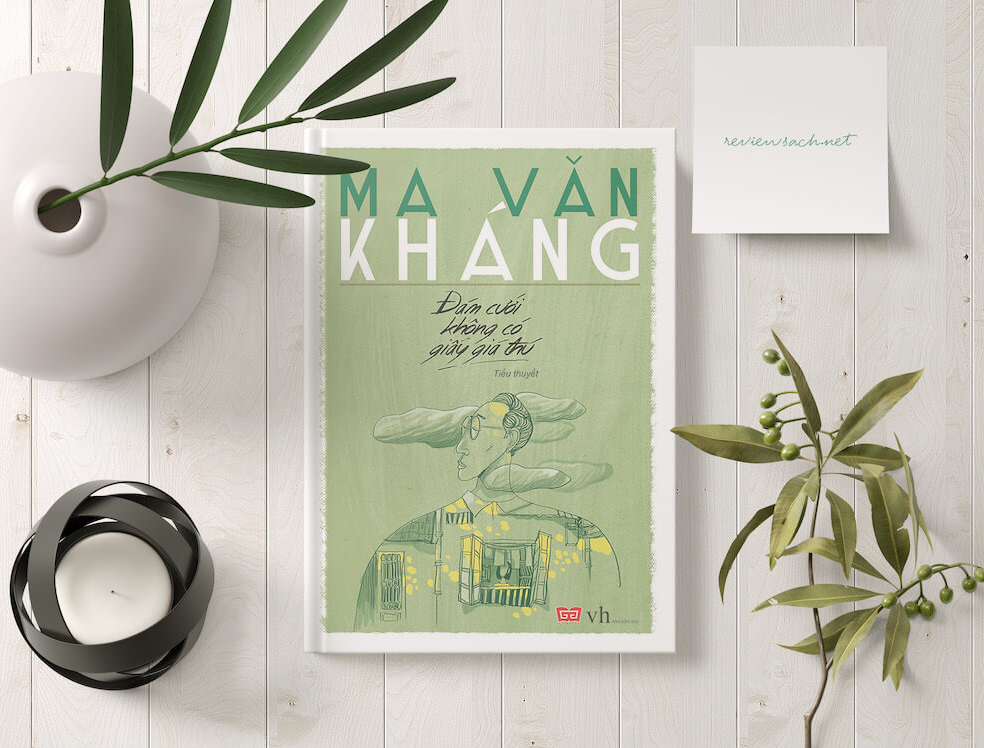 MA VĂN
KHÁNG
reviewsach.net
Đám cưới
không có
giấy giá thú
Tiểu thuyết
vh